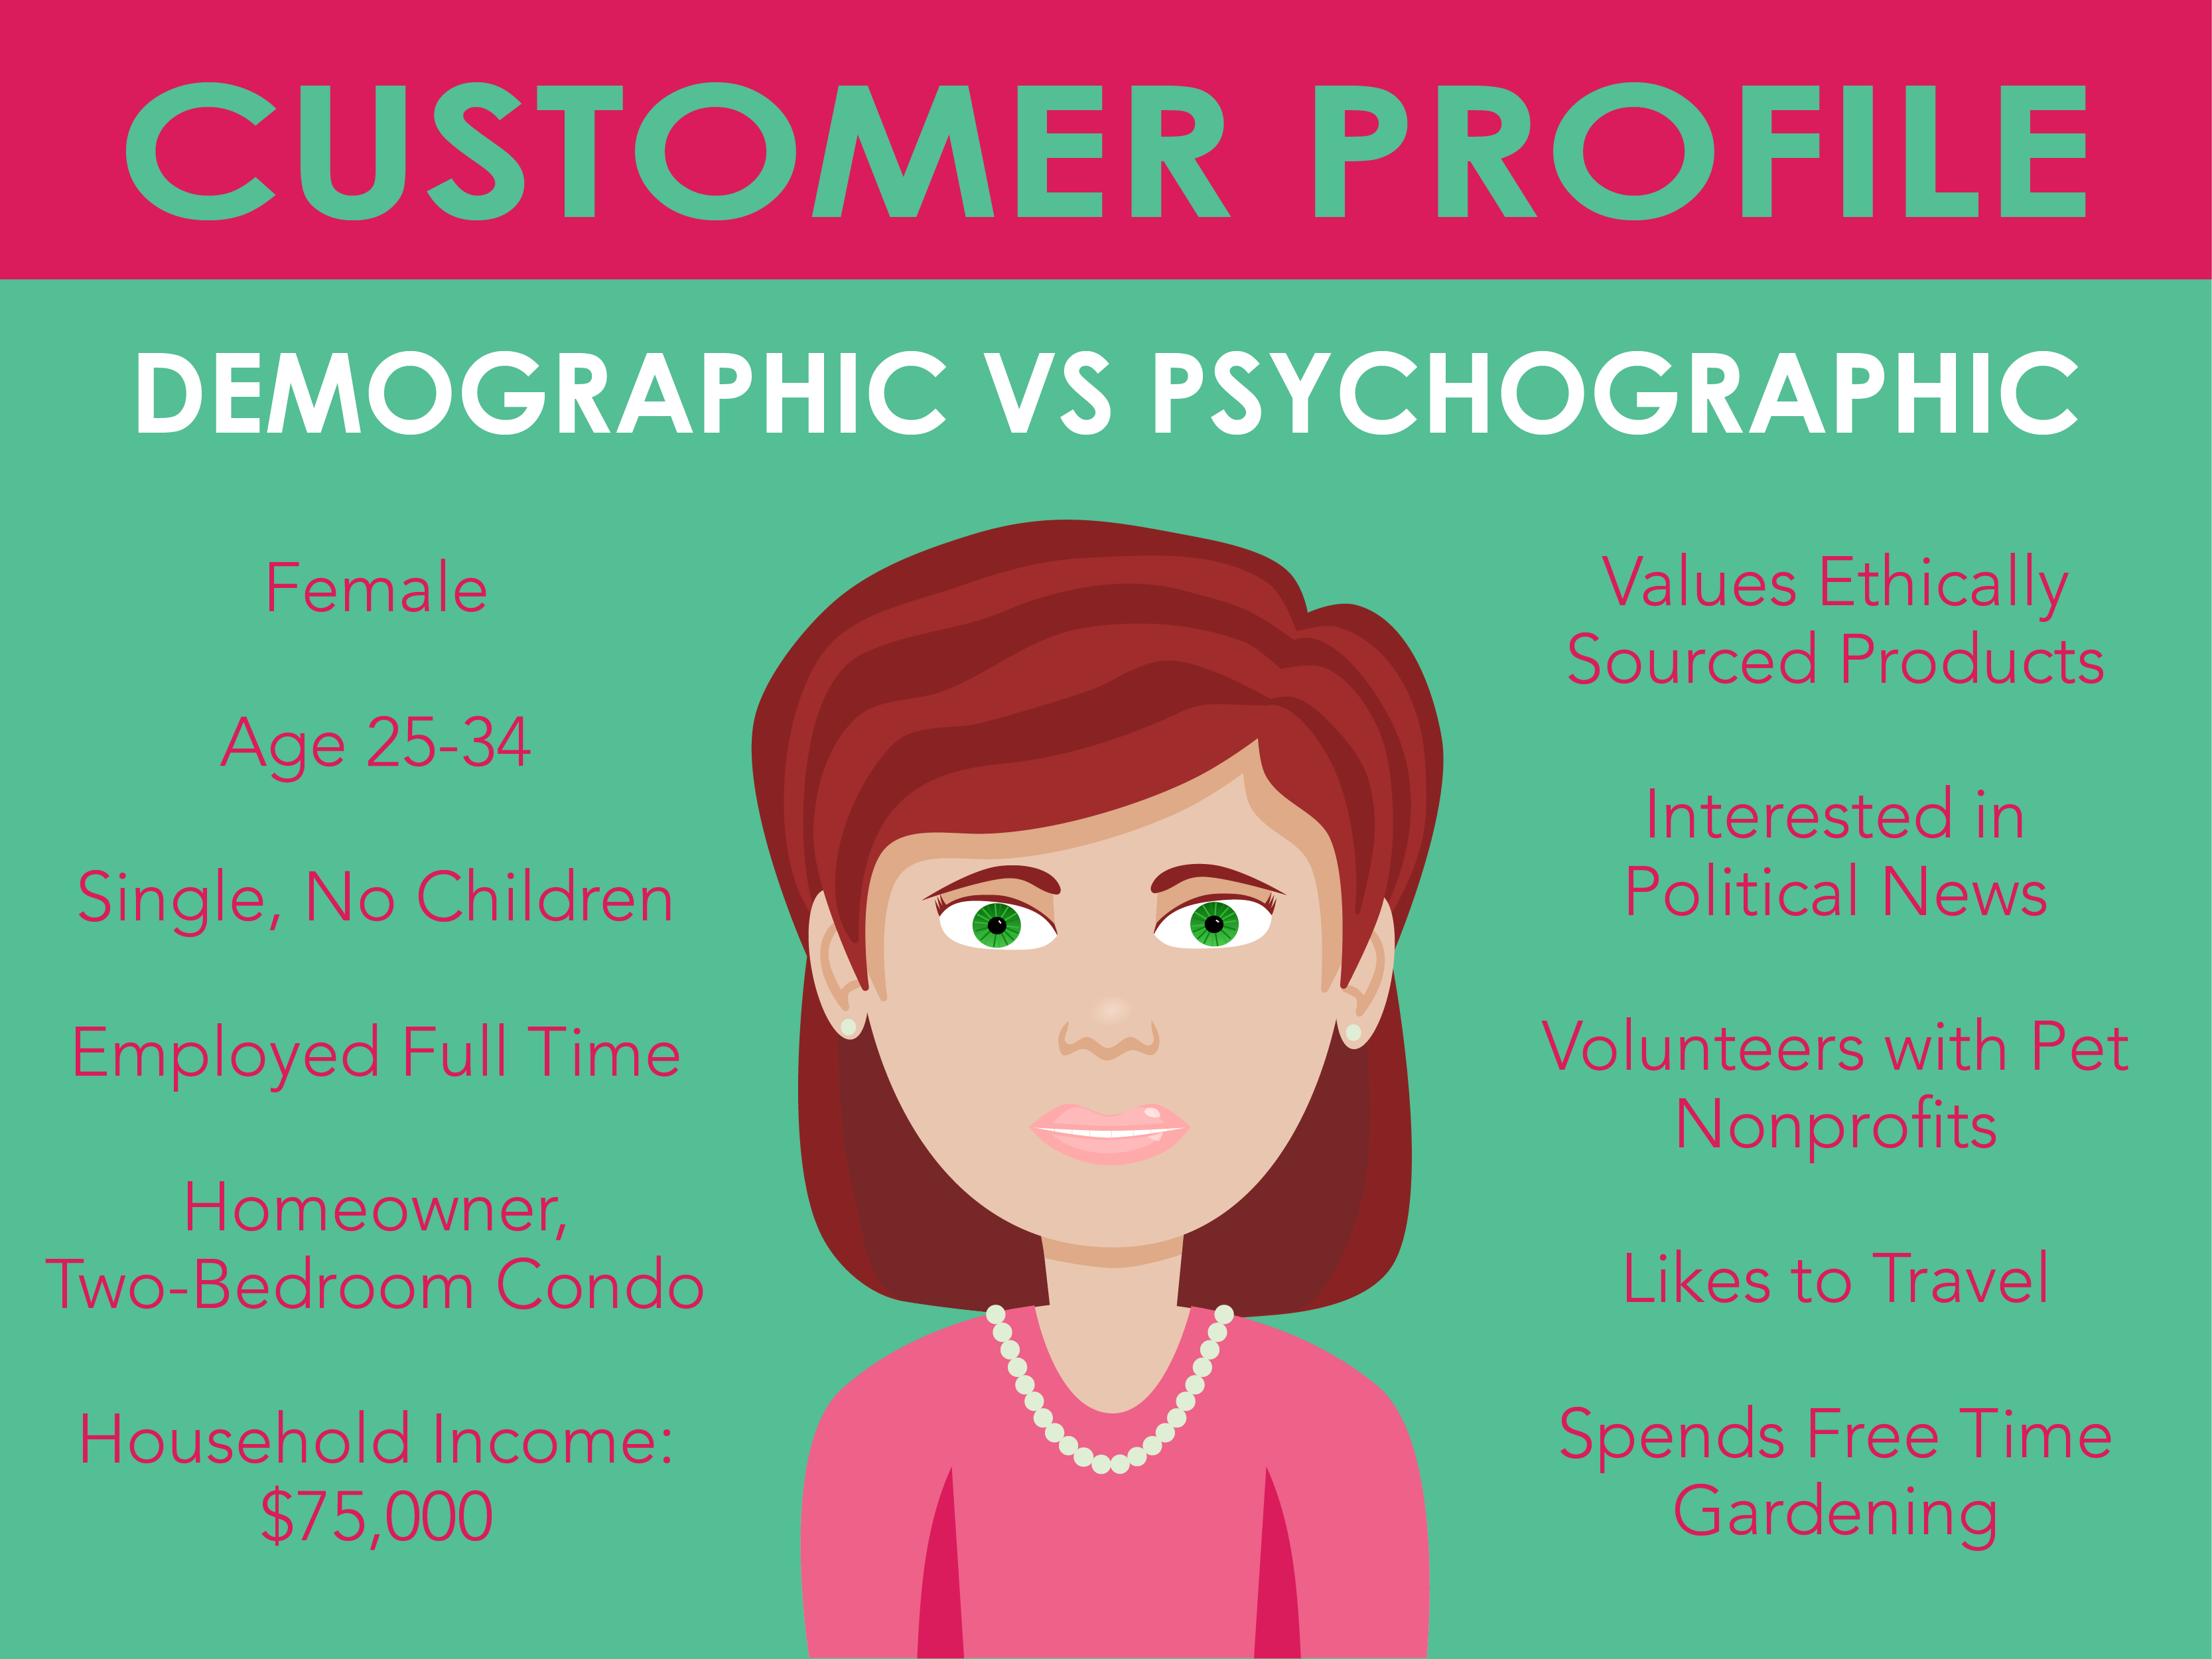 CUSTOMER PROFILE
DEMOGRAPHIC VS PSYCHOGRAPHIC
Female
Age 25-34
Single, No Children
Employed Full Time
Homeowner,
Two-Bedroom Condo
Household Income:
$75,000
Values Ethically
Sourced Products
Interested in
Political News
Volunteers with Pet
Nonprofits
Likes to Travel
Spends Free Time
Gardening